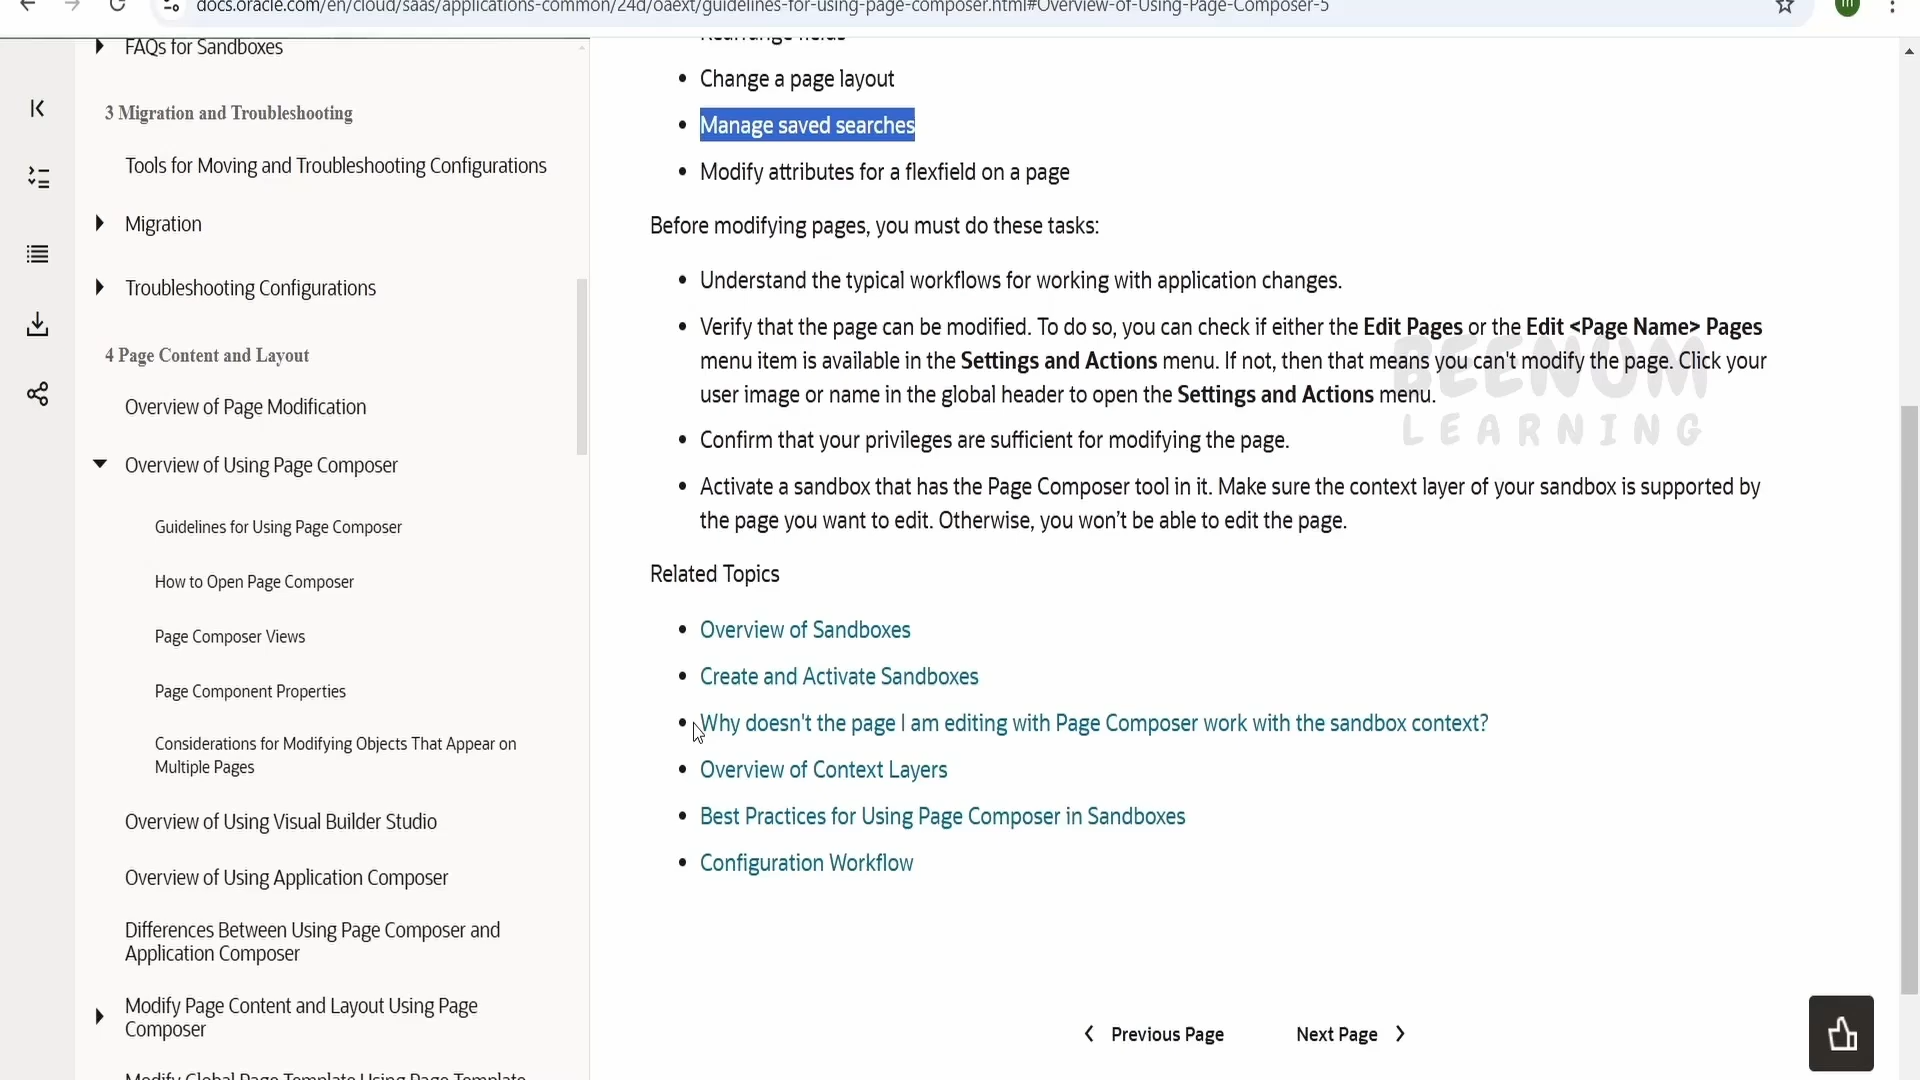 docs.oracle.com/en/cloud/saas/applications-common/24d/oaext/guidelines-for-using-page-composer.html#Overview-of-Using-Page-Composer-5
m
FAQs for Sandboxes
3 Migration and Troubleshooting
Tools for Moving and Troubleshooting Configurations
Migration
Troubleshooting Configurations
4 Page Content and Layout
Overview of Page Modification
Overview of Using Page Composer
Guidelines for Using Page Composer
How to Open Page Composer
Page Composer Views
Page Component Properties
Considerations for Modifying Objects That Appear on
Multiple Pages
Overview of Using Visual Builder Studio
Overview of Using Application Composer
Differences Between Using Page Composer and
Application Composer
Modify Page Content and Layout Using Page
Composer
Modify Global Page Template Using Page Template
Rearrange fields
• Change a page layout
• Manage saved searches
• Modify attributes for a flexfield on a page
Before modifying pages, you must do these tasks:
• Understand the typical workflows for working with application changes.
• Verify that the page can be modified. To do so, you can check if either the Edit Pages or the Edit <Page Name> Pages
menu item is available in the Settings and Actions menu. If not, then that means you can't modify the page. Click your
user image or name in the global header to open the Settings and Actions menu.
• Confirm that your privileges are sufficient for modifying the page.
• Activate a sandbox that has the Page Composer tool in it. Make sure the context layer of your sandbox is supported by
the page you want to edit. Otherwise, you won’t be able to edit the page.
BEENUM
LEARNING
Related Topics
• Overview of Sandboxes
• Create and Activate Sandboxes
• Why doesn't the page I am editing with Page Composer work with the sandbox context?
• Overview of Context Layers
• Best Practices for Using Page Composer in Sandboxes
• Configuration Workflow
Previous Page
Next Page